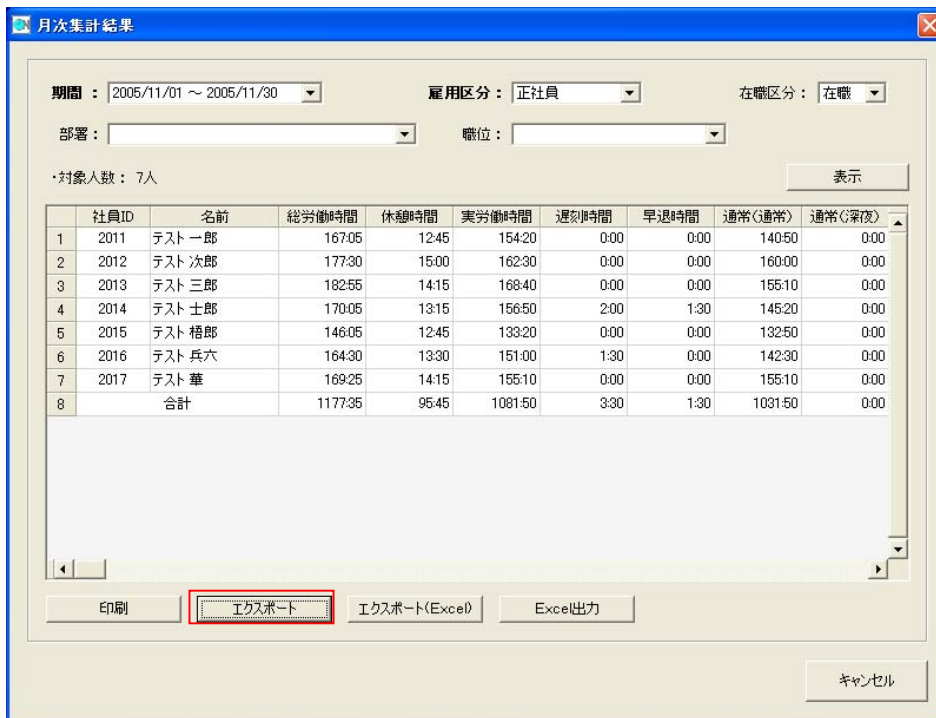 月次集計結果
期間 : 2005/11/01 ～ 2005/11/30 雇用区分: 正社員 在職区分: 在職
部署: 職位:
・対象人数: 7人 表示
社員ID 名前 総労働時間 休憩時間 実労働時間 遅刻時間 早退時間 通常(通常) 通常(深夜)
1 2011 テスト 一郎 167:05 12:45 154:20 0:00 0:00 140:50 0:00
2 2012 テスト 次郎 177:30 15:00 162:30 0:00 0:00 160:00 0:00
3 2013 テスト 三郎 182:55 14:15 168:40 0:00 0:00 155:10 0:00
4 2014 テスト 士郎 170:05 13:15 156:50 2:00 1:30 145:20 0:00
5 2015 テスト 梧郎 146:05 12:45 133:20 0:00 0:00 132:50 0:00
6 2016 テスト 兵六 164:30 13:30 151:00 1:30 0:00 142:30 0:00
7 2017 テスト 華 169:25 14:15 155:10 0:00 0:00 155:10 0:00
8 合計 1177:35 95:45 1081:50 3:30 1:30 1031:50 0:00
印刷 エクスポート エクスポート(Excel) Excel出力
キャンセル